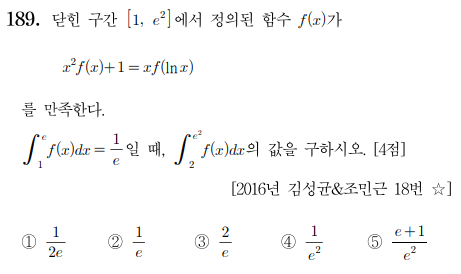 189. 닫힌 구간 [1, e²]에서 정의된 함수 f(x)가
x²f(x)+1=xf(ln x)
를 만족한다.
∫₁ᵉ f(x)dx = 1/e 일 때, ∫₂^{e²} f(x)dx의 값을 구하시오. [4점]
[2016년 김성균&조민근 18번 ☆]
① 1/2e ② 1/e ③ 2/e ④ 1/e² ⑤ (e+1)/e²